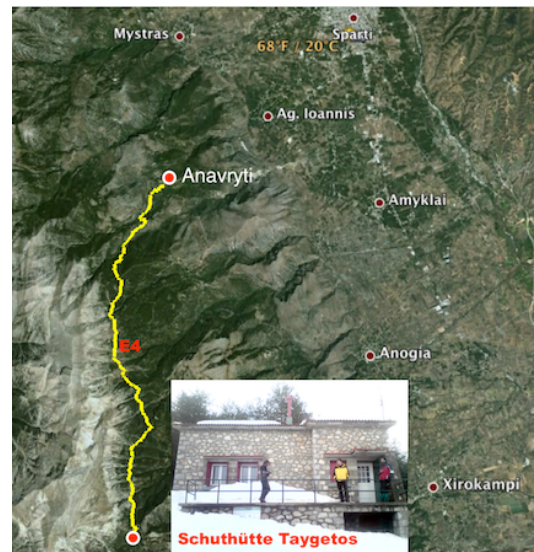 Mystras
68°F / 20°C
Sparti
Ag. Ioannis
Anavryti
Amyklai
E4
Anogia
Xirokampi
Schuthütte Taygetos